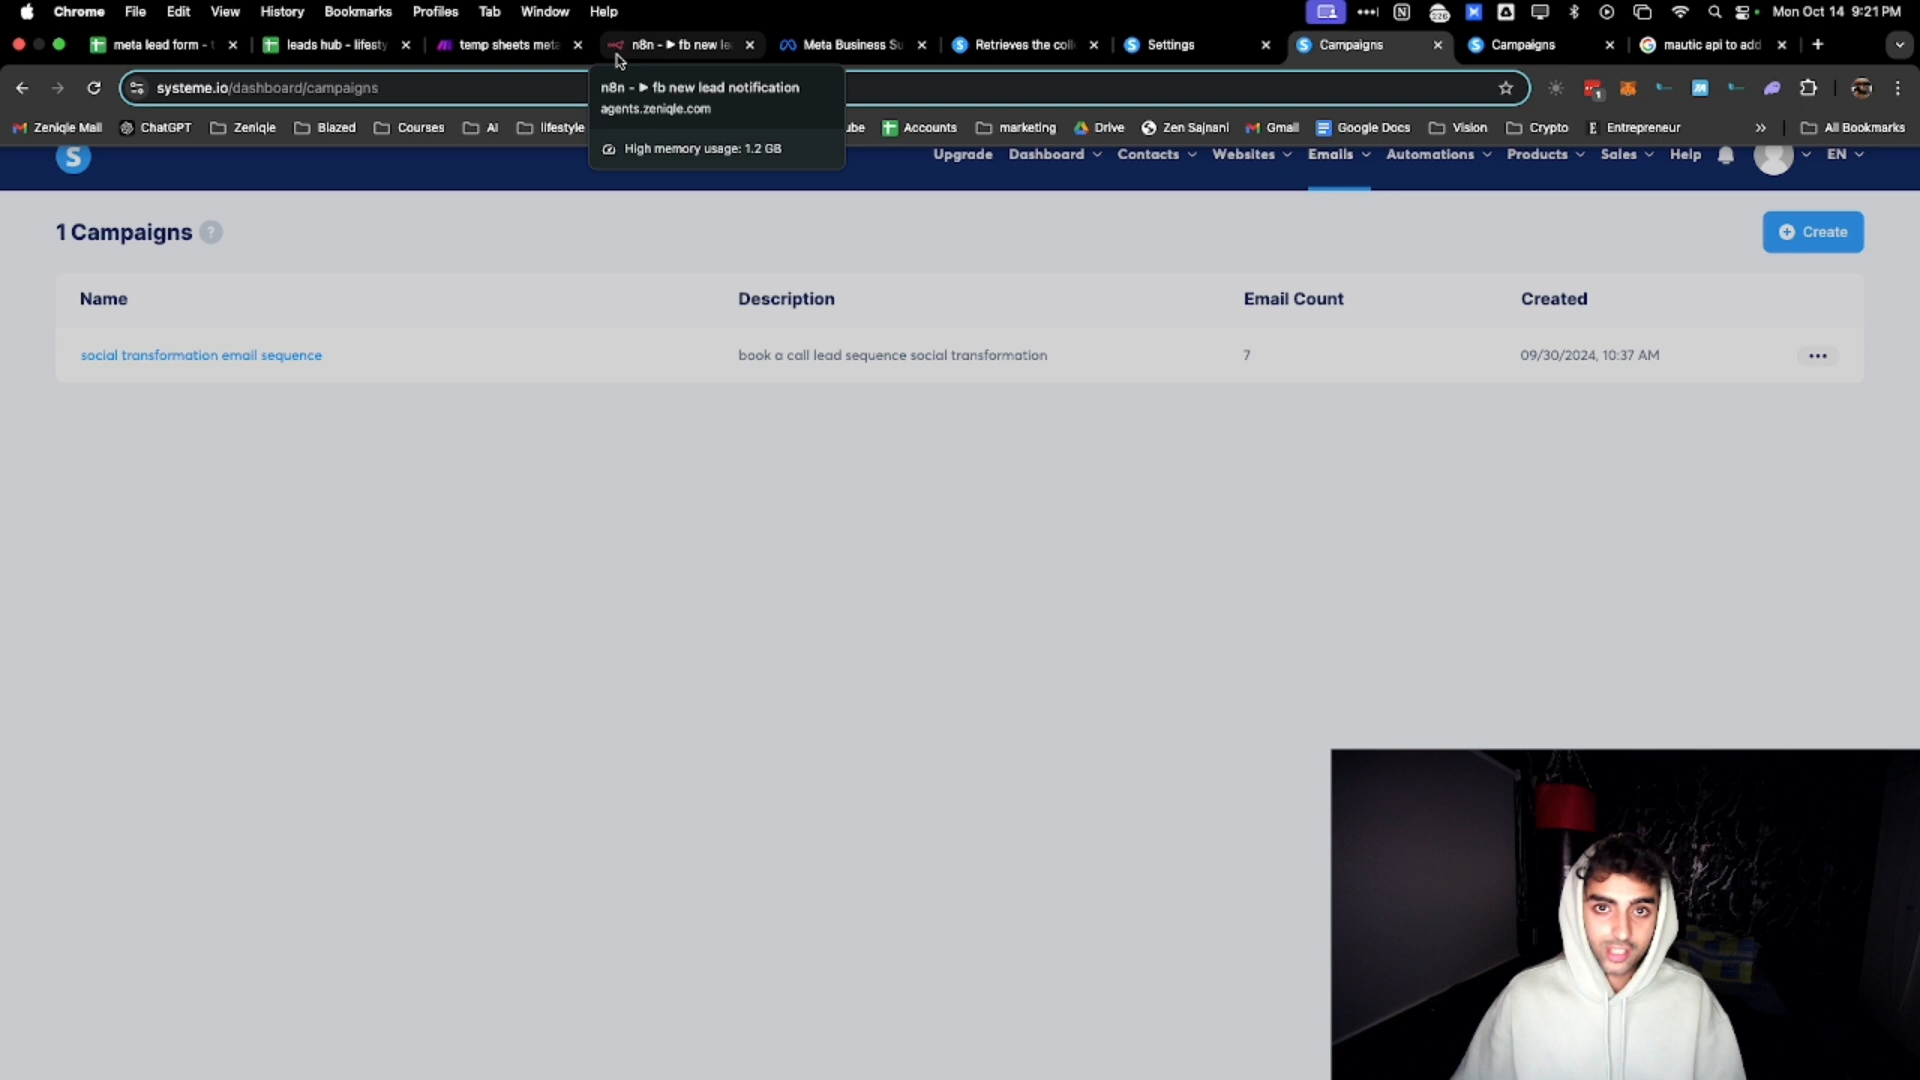 Chrome File Edit View History Bookmarks Profiles Tab Window Help Mon Oct 14 9:21 PM
meta lead form - leads hub - lifesty temp sheets meta n8n - ▶ fb new le Meta Business Su Retrieves the coll Settings Campaigns Campaigns mautic api to add
systeme.io/dashboard/campaigns
n8n - ▶ fb new lead notification
agents.zeniqle.com
High memory usage: 1.2 GB
Zeniqle Mail ChatGPT Zeniqle Blazed Courses AI lifestyle ube Accounts marketing Drive Zen Sajnani Gmail Google Docs Vision Crypto Entrepreneur » All Bookmarks
S Upgrade Dashboard Contacts Websites Emails Automations Products Sales Help EN
1 Campaigns ? Create
Name Description Email Count Created
social transformation email sequence book a call lead sequence social transformation 7 09/30/2024, 10:37 AM